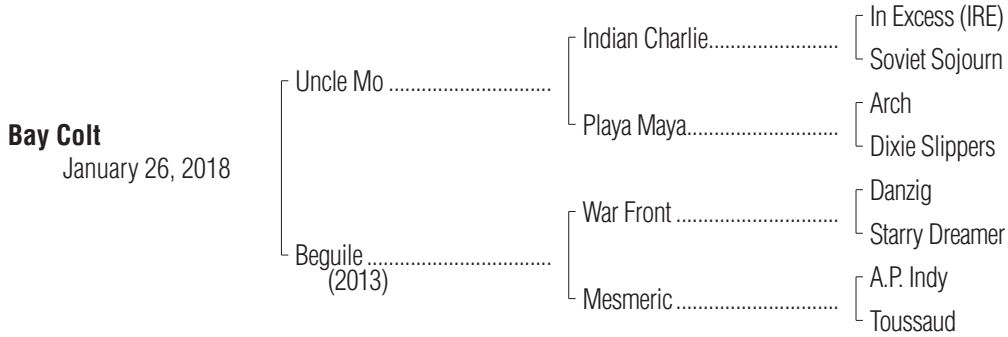 In Excess (IRE)
Indian Charlie..............................
Soviet Sojourn
Uncle Mo .....................................
Arch
Playa Maya...................................
Dixie Slippers
Bay Colt
January 26, 2018
Danzig
War Front .....................................
Starry Dreamer
Beguile ..........................................
(2013)
A.P. Indy
Mesmeric .....................................
Toussaud